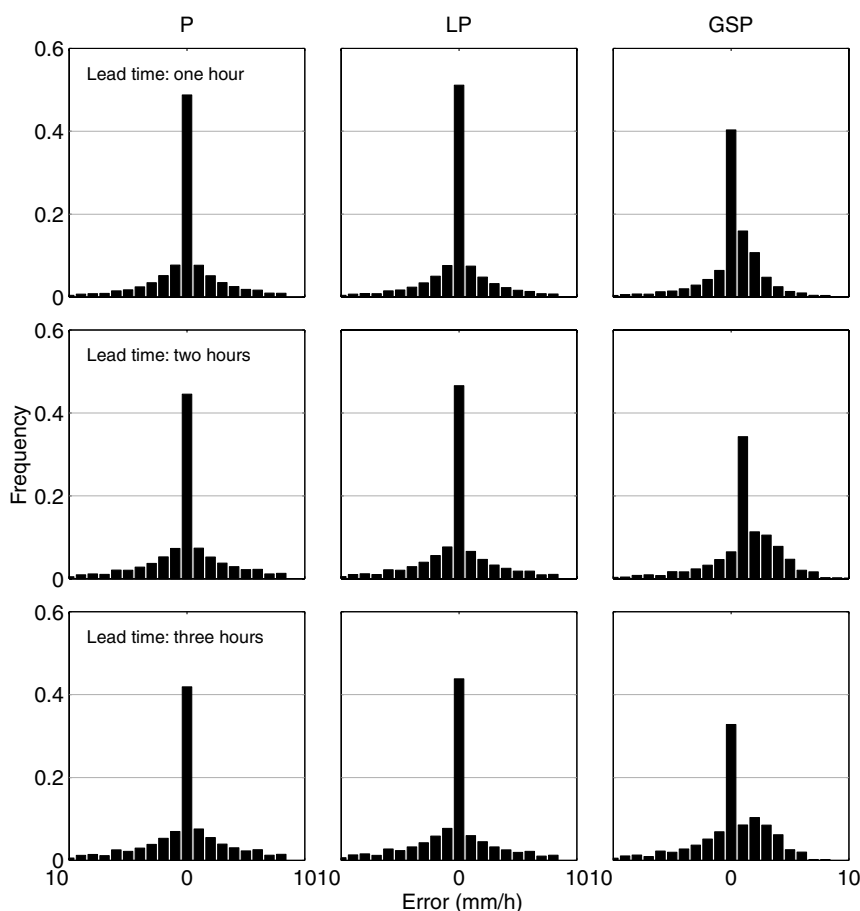 P LP GSP
0.6
Lead time: one hour
0.4
0.2
0
0.6
Lead time: two hours
0.4
Frequency
0.2
0
0.6
Lead time: three hours
0.4
0.2
0
10 0 1010 0 1010 0 10
Error (mm/h)